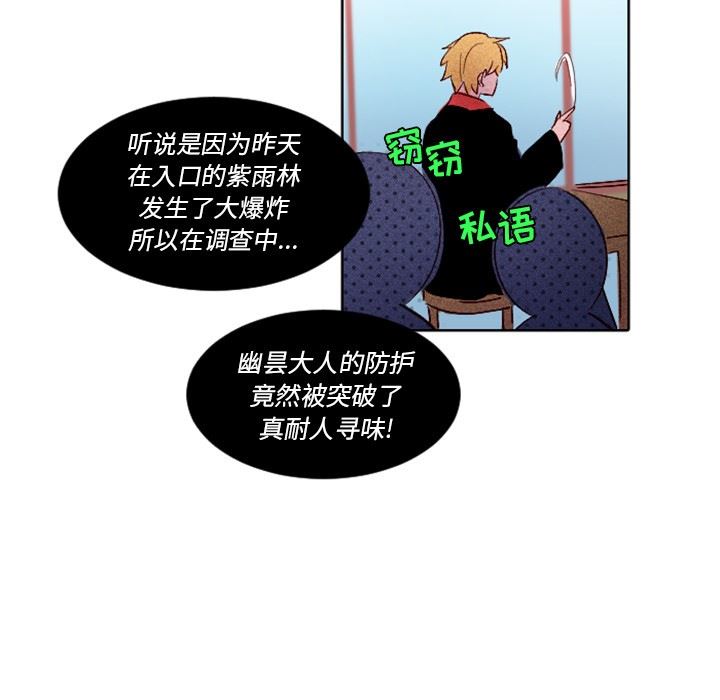 听说是因为昨天
在入口的紫雨林
发生了大爆炸
所以在调查中...
窃窃
私语
幽昙大人的防护
竟然被突破了
真耐人寻味!